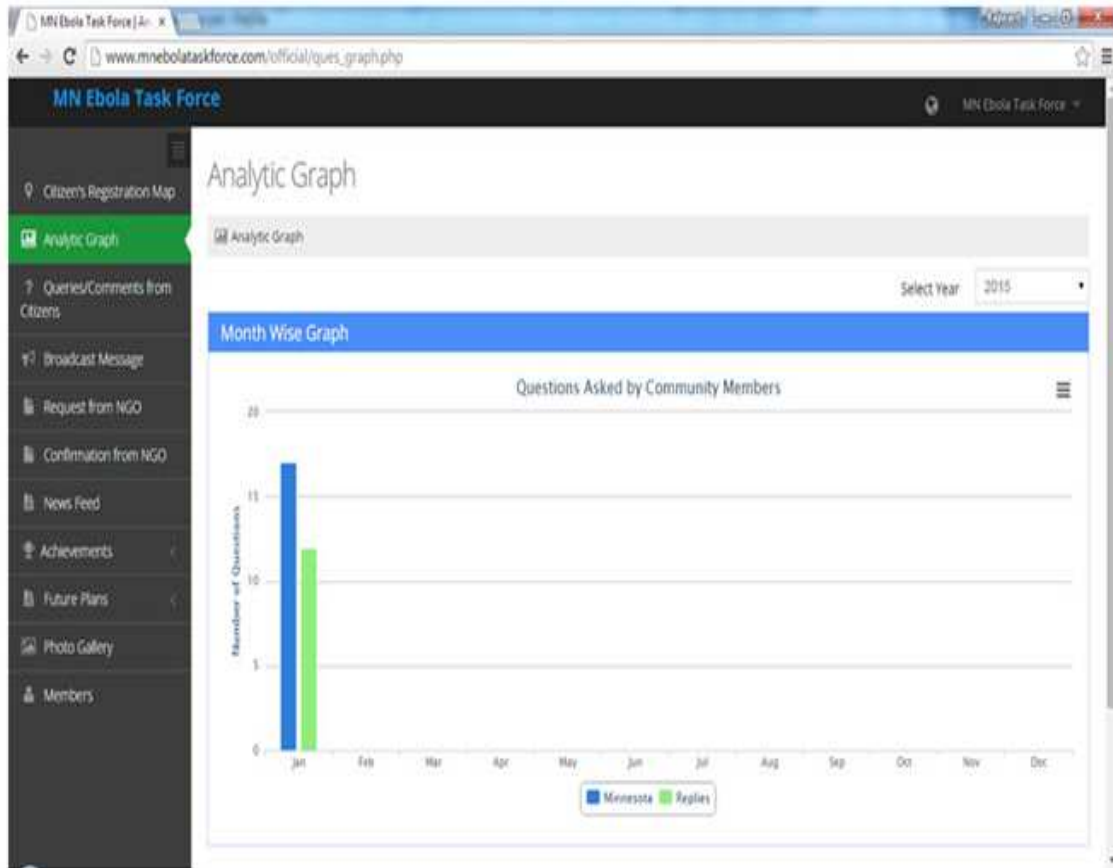 MN Ebola Task Force | An
www.mnebolataskforce.com/official/ques_graph.php
MN Ebola Task Force
MN Ebola Task Force
Citizen's Registration Map
Analytic Graph
? Queries/Comments from
Citizens
Broadcast Message
Request from NGO
Confirmation from NGO
News Feed
Achievements
Future Plans
Photo Gallery
Members
Analytic Graph
Analytic Graph
Select Year 2015
Month Wise Graph
Questions Asked by Community Members
Number of Questions
20
15
10
5
0
Jan Feb Mar Apr May Jun Jul Aug Sep Oct Nov Dec
Minnesota Replies